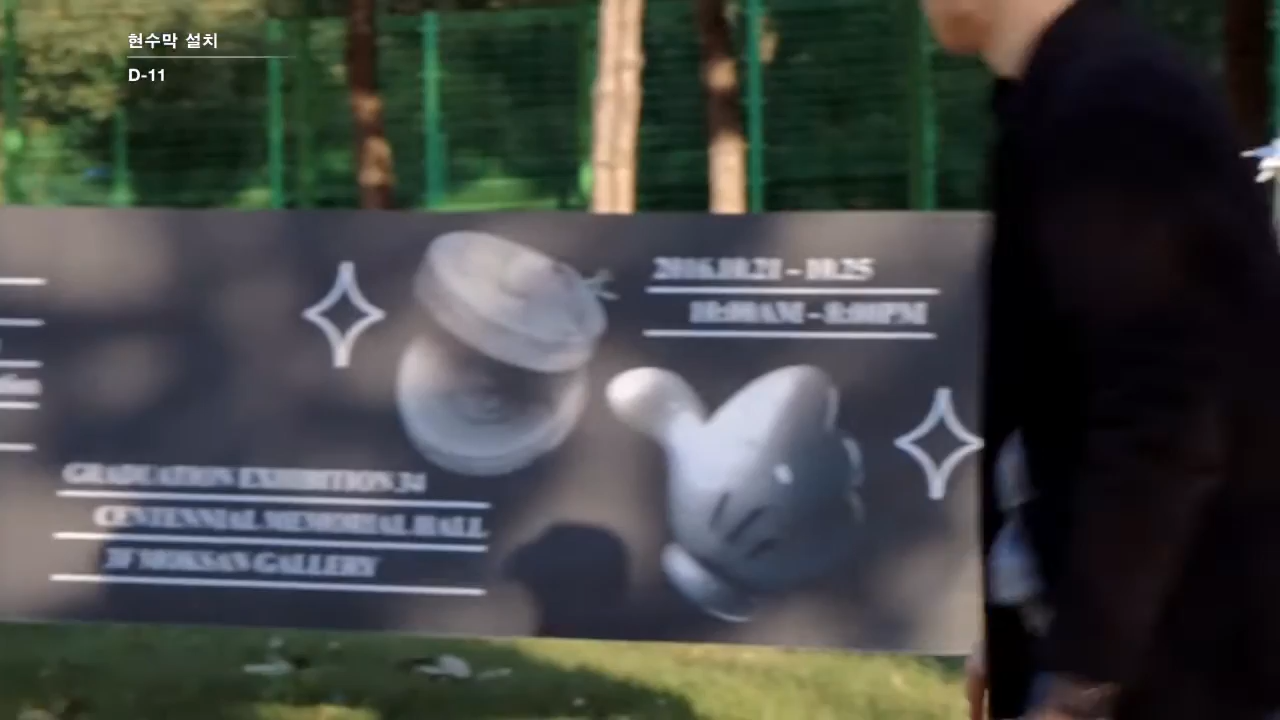 현수막 설치
D-11
2016.10.21 - 10.25
10:00AM - 8:00PM
GRADUATION EXHIBITION 34
CENTENNIAL MEMORIAL HALL
3F MOKSAN GALLERY